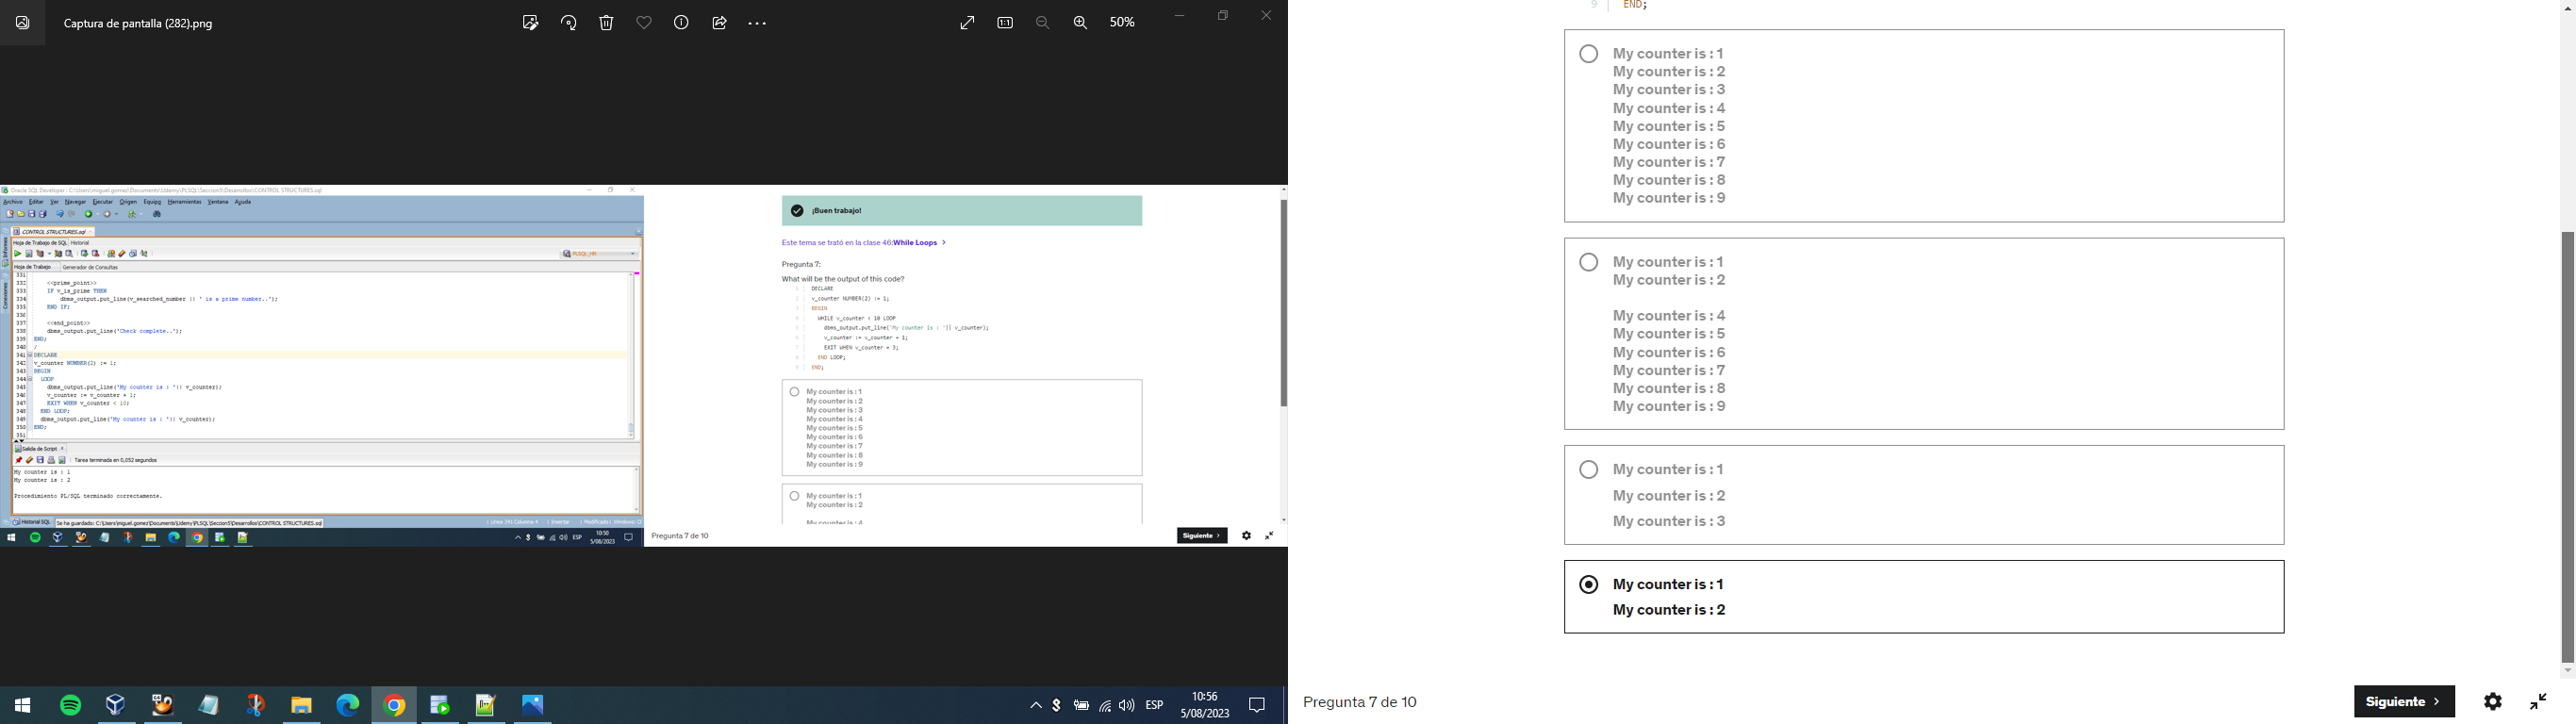 Captura de pantalla (282).png
50%
Oracle SQL Developer : C:\Users\miguel.gomez\Documents\Udemy\PLSQL\Seccion5\Desarrollos\CONTROL STRUCTURES.sql
Archivo Editar Ver Navegar Ejecutar Origen Equipo Herramientas Ventana Ayuda
CONTROL STRUCTURES.sql
Hoja de Trabajo de SQL Historial
PLSQL_HR
Hoja de Trabajo Generador de Consultas
331
332 <<prime_point>>
333 IF v_is_prime THEN
334 dbms_output.put_line(v_searched_number || ' is a prime number..');
335 END IF;
336
337 <<end_point>>
338 dbms_output.put_line('Check complete..');
339 END;
340 /
341 DECLARE
342 v_counter NUMBER(2) := 1;
343 BEGIN
344 LOOP
345 dbms_output.put_line('My counter is : '|| v_counter);
346 v_counter := v_counter + 1;
347 EXIT WHEN v_counter < 10;
348 END LOOP;
349 dbms_output.put_line('My counter is : '|| v_counter);
350 END;
351
Salida de Script
Tarea terminada en 0,052 segundos
My counter is : 1
My counter is : 2
Procedimiento PL/SQL terminado correctamente.
Historial SQL Se ha guardado: C:\Users\miguel.gomez\Documents\Udemy\PLSQL\Seccion5\Desarrollos\CONTROL STRUCTURES.sql
Línea 341 Columna 4 Insertar Modificado
ESP 10:50
5/08/2023
¡Buen trabajo!
Este tema se trató en la clase 46:While Loops
Pregunta 7:
What will be the output of this code?
1 DECLARE
2 v_counter NUMBER(2) := 1;
3 BEGIN
4 WHILE v_counter < 10 LOOP
5 dbms_output.put_line('My counter is : '|| v_counter);
6 v_counter := v_counter + 1;
7 EXIT WHEN v_counter = 3;
8 END LOOP;
9 END;
My counter is : 1
My counter is : 2
My counter is : 3
My counter is : 4
My counter is : 5
My counter is : 6
My counter is : 7
My counter is : 8
My counter is : 9
My counter is : 1
My counter is : 2
My counter is : 4
Pregunta 7 de 10
Siguiente
ESP 10:56
5/08/2023
9 END;
My counter is : 1
My counter is : 2
My counter is : 3
My counter is : 4
My counter is : 5
My counter is : 6
My counter is : 7
My counter is : 8
My counter is : 9
My counter is : 1
My counter is : 2
My counter is : 4
My counter is : 5
My counter is : 6
My counter is : 7
My counter is : 8
My counter is : 9
My counter is : 1
My counter is : 2
My counter is : 3
My counter is : 1
My counter is : 2
Pregunta 7 de 10
Siguiente